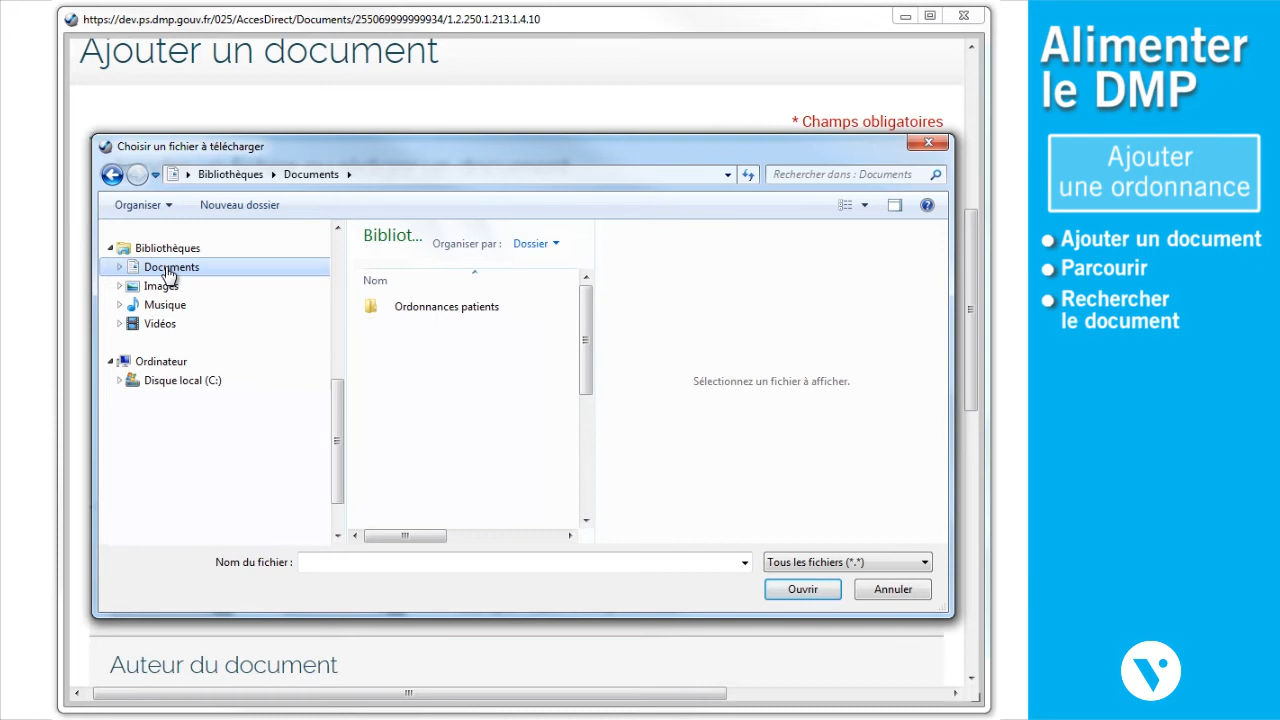 https://dev.ps.dmp.gouv.fr/025/AccesDirect/Documents/255069999999934/1.2.250.1.213.1.4.10
Ajouter un document
* Champs obligatoires
Choisir un fichier à télécharger
Bibliothèques
Documents
Rechercher dans : Documents
Organiser
Nouveau dossier
Bibliothèques
Documents
Images
Musique
Vidéos
Ordinateur
Disque local (C:)
Bibliot...
Organiser par :
Dossier
Nom
Ordonnances patients
Sélectionnez un fichier à afficher.
Nom du fichier :
Tous les fichiers (*.*)
Ouvrir
Annuler
Auteur du document
Alimenter
le DMP
Ajouter
une ordonnance
Ajouter un document
Parcourir
Rechercher
le document